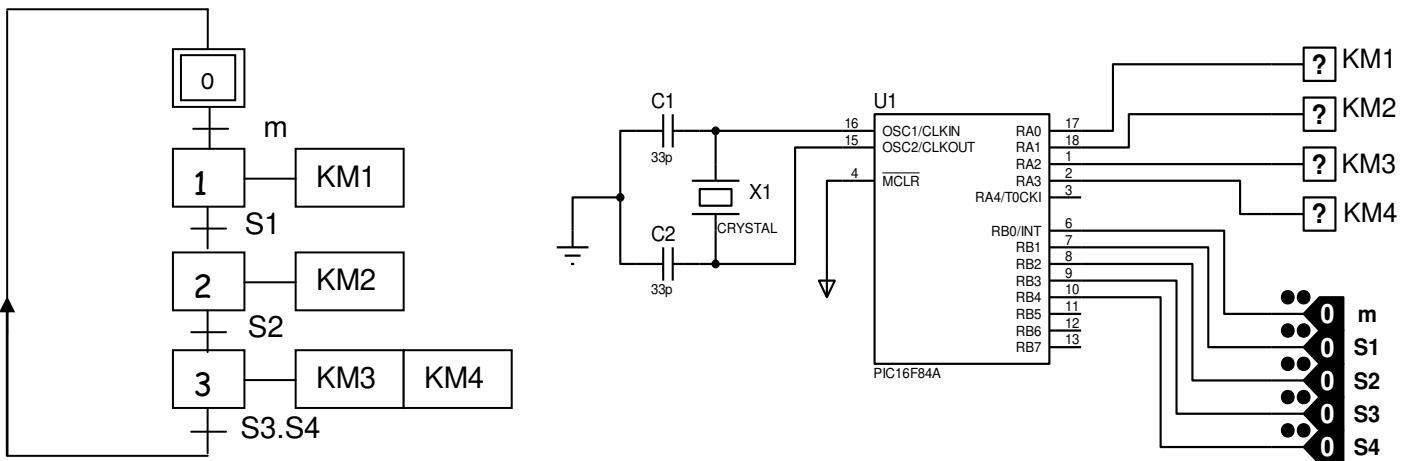 0
m
1 KM1
S1
2 KM2
S2
3 KM3 KM4
S3.S4
C1
33p
C2
33p
X1
CRYSTAL
U1
16 OSC1/CLKIN
15 OSC2/CLKOUT
4 MCLR
RA0 17
RA1 18
RA2 1
RA3 2
RA4/T0CKI 3
RB0/INT 6
RB1 7
RB2 8
RB3 9
RB4 10
RB5 11
RB6 12
RB7 13
PIC16F84A
? KM1
? KM2
? KM3
? KM4
0 m
0 S1
0 S2
0 S3
0 S4